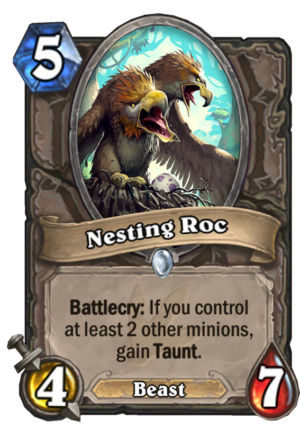 5
Nesting Roc
Battlecry: If you control
at least 2 other minions,
gain Taunt.
4
Beast
7